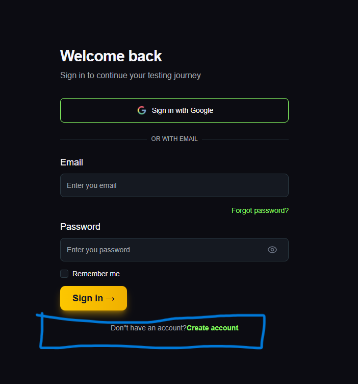 Welcome back
Sign in to continue your testing journey
Sign in with Google
OR WITH EMAIL
Email
Enter you email
Forgot password?
Password
Enter you password
Remember me
Sign in →
Don"t have an account?Create account